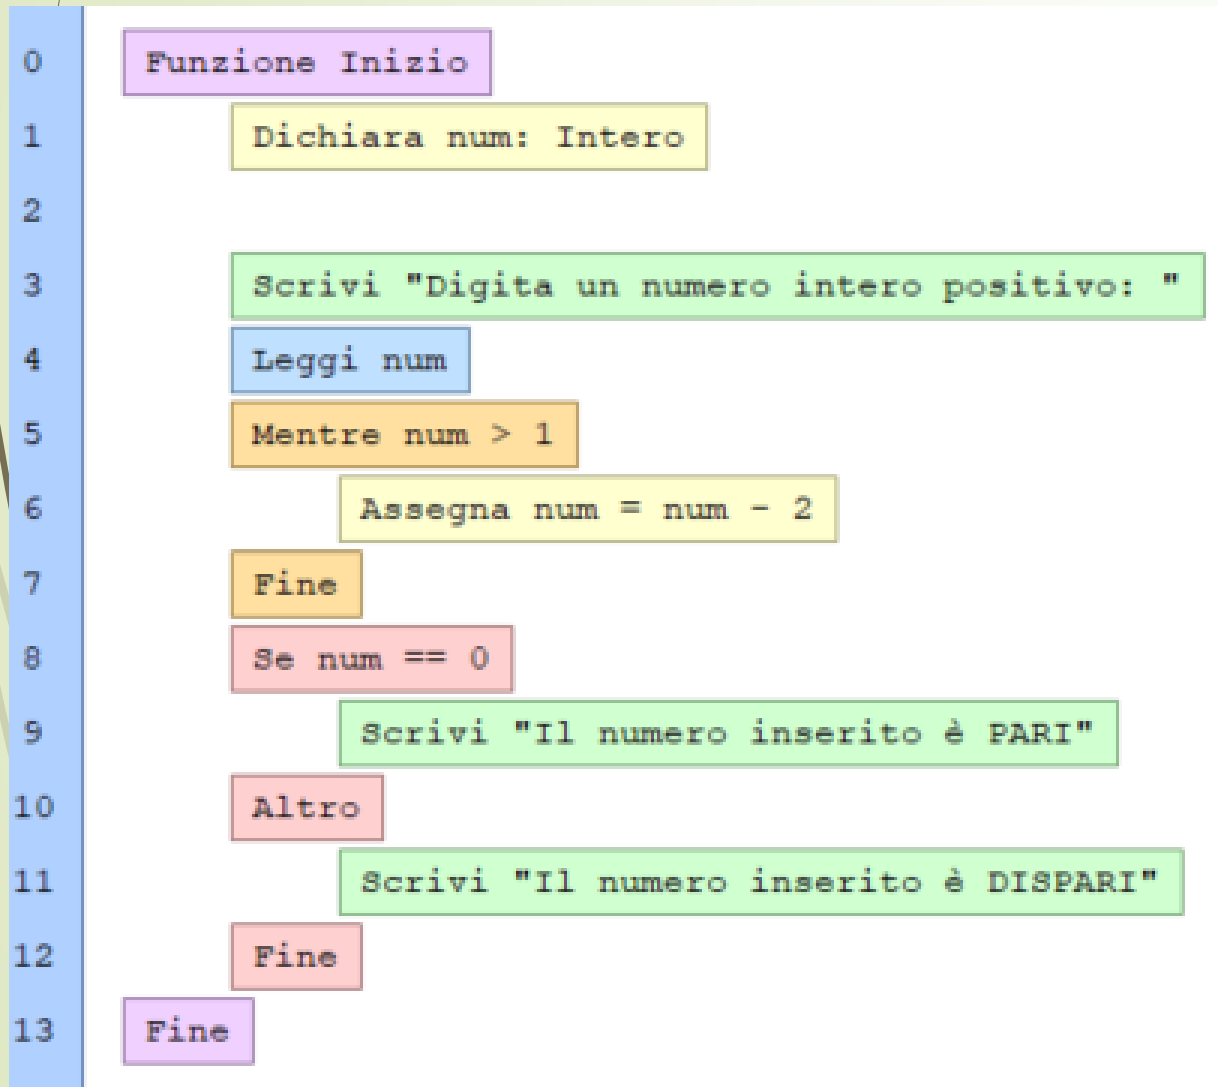 0 Funzione Inizio
1 Dichiara num: Intero
2
3 Scrivi "Digita un numero intero positivo: "
4 Leggi num
5 Mentre num > 1
6 Assegna num = num - 2
7 Fine
8 Se num == 0
9 Scrivi "Il numero inserito è PARI"
10 Altro
11 Scrivi "Il numero inserito è DISPARI"
12 Fine
13 Fine